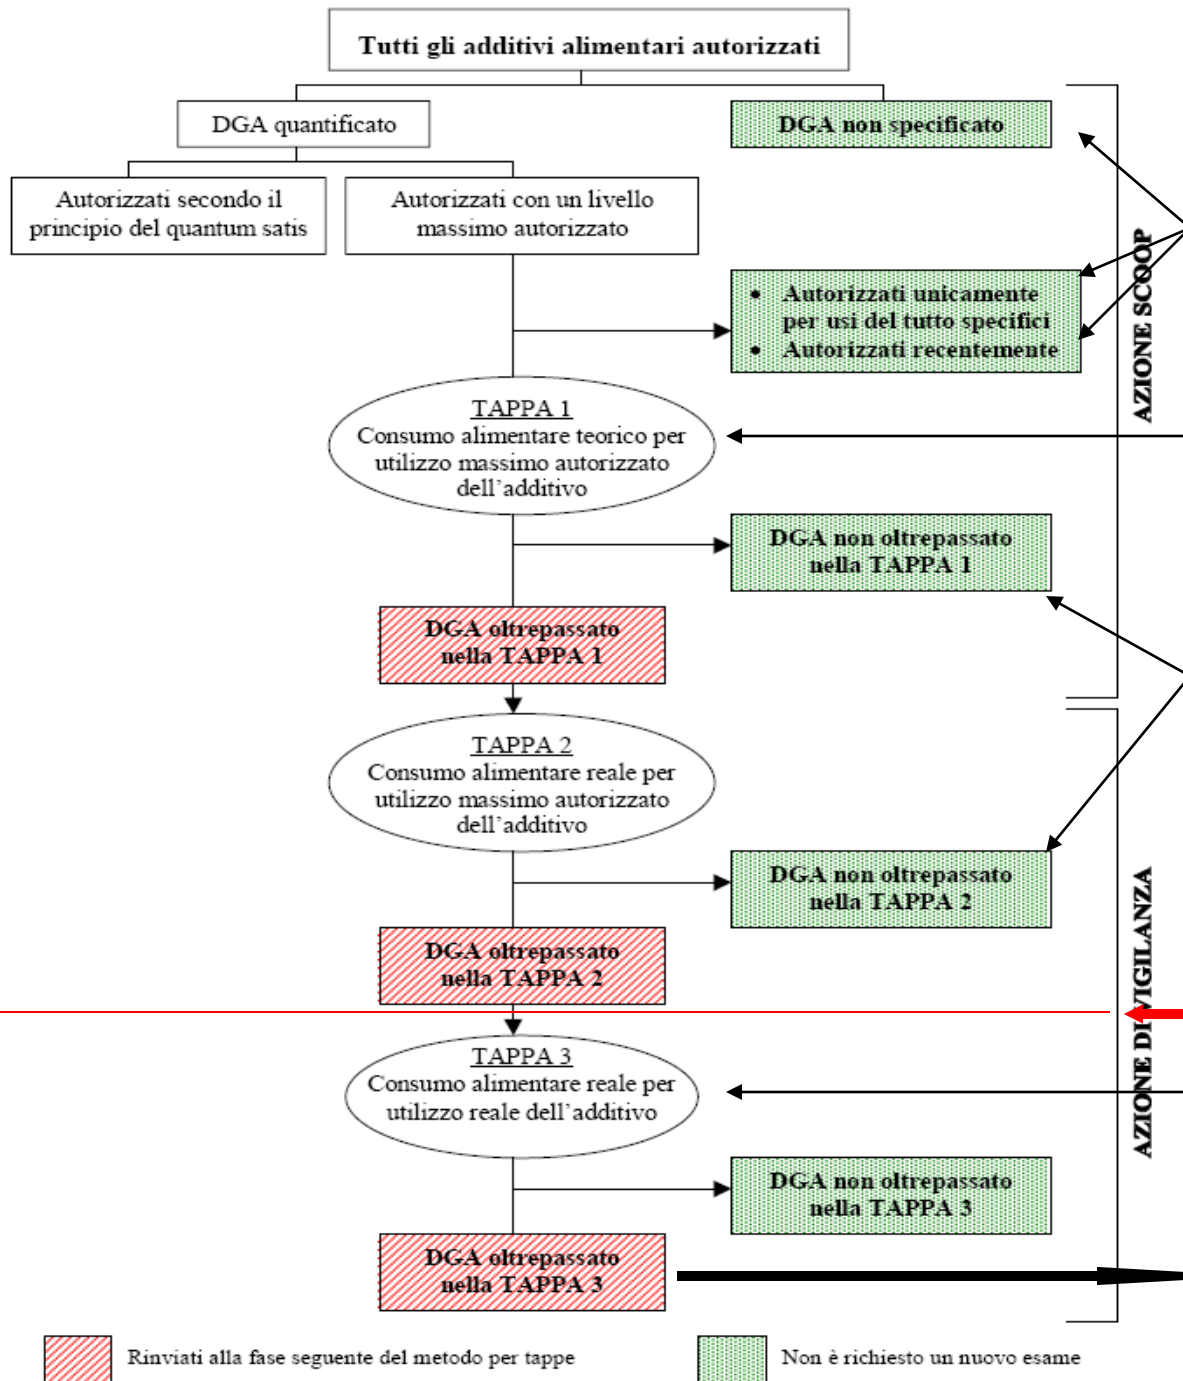 Tutti gli additivi alimentari autorizzati
DGA quantificato
DGA non specificato
Autorizzati secondo il
principio del quantum satis
Autorizzati con un livello
massimo autorizzato
• Autorizzati unicamente
per usi del tutto specifici
• Autorizzati recentemente
AZIONE SCOOP
TAPPA 1
Consumo alimentare teorico per
utilizzo massimo autorizzato
dell'additivo
DGA non oltrepassato
nella TAPPA 1
DGA oltrepassato
nella TAPPA 1
TAPPA 2
Consumo alimentare reale per
utilizzo massimo autorizzato
dell'additivo
DGA non oltrepassato
nella TAPPA 2
DGA oltrepassato
nella TAPPA 2
AZIONE DI VIGILANZA
TAPPA 3
Consumo alimentare reale per
utilizzo reale dell'additivo
DGA non oltrepassato
nella TAPPA 3
DGA oltrepassato
nella TAPPA 3
Rinviati alla fase seguente del metodo per tappe
Non è richiesto un nuovo esame